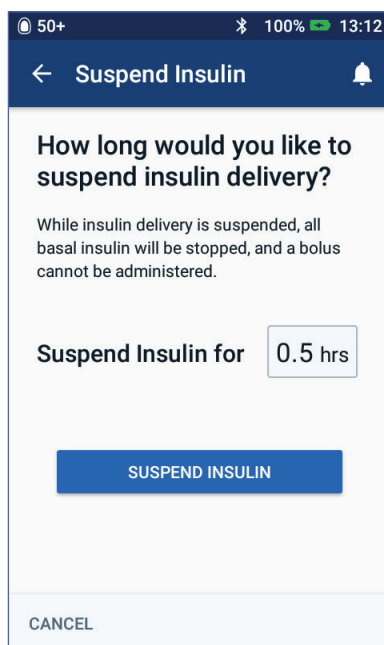 50+ 100% 13:12
Suspend Insulin
How long would you like to
suspend insulin delivery?
While insulin delivery is suspended, all
basal insulin will be stopped, and a bolus
cannot be administered.
Suspend Insulin for 0.5 hrs
SUSPEND INSULIN
CANCEL